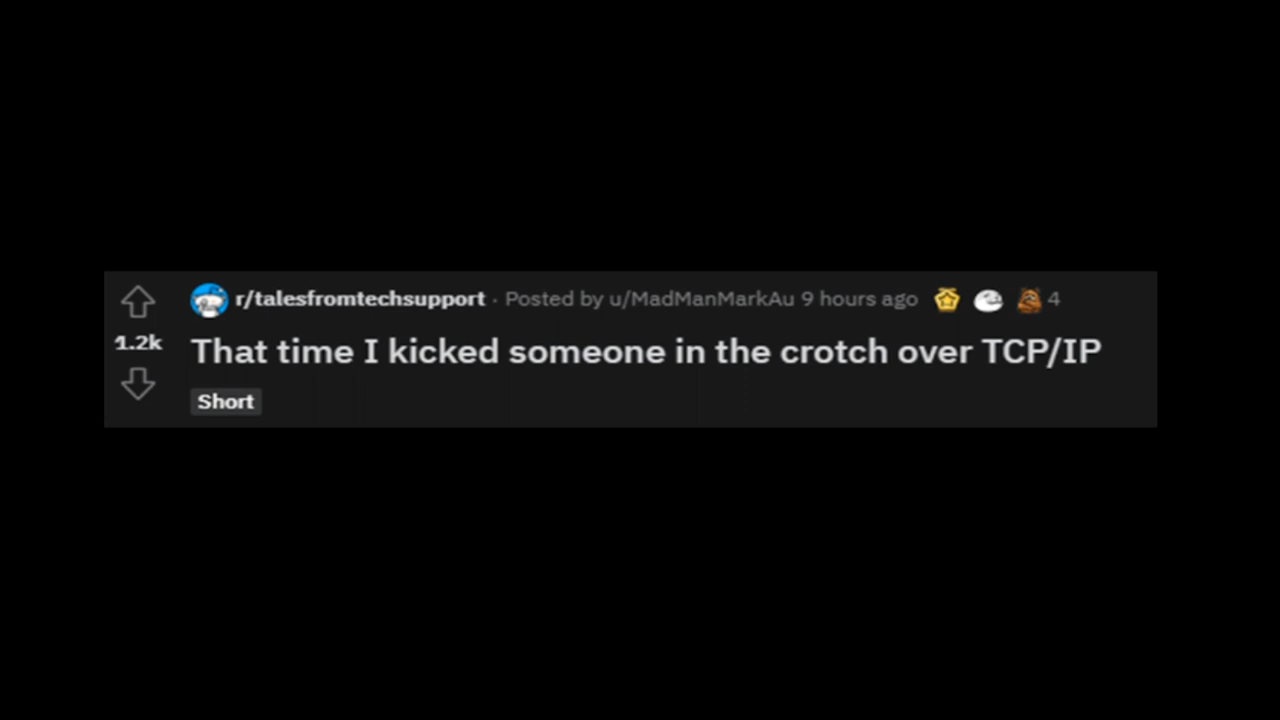 r/talesfromtechsupport · Posted by u/MadManMarkAu 9 hours ago 4
1.2k
That time I kicked someone in the crotch over TCP/IP
Short